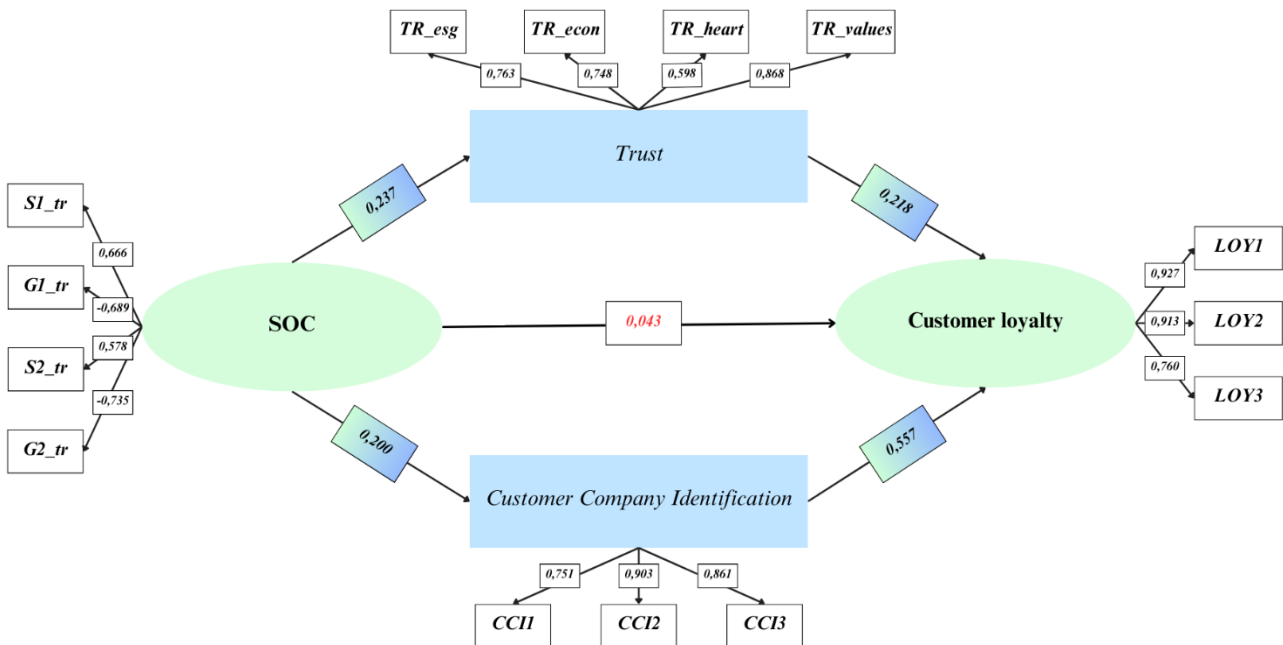 TR_esg
TR_econ
TR_heart
TR_values
0,763
0,748
0,598
0,868
Trust
0,237
0,218
S1_tr
G1_tr
S2_tr
G2_tr
0,666
-0,689
0,578
-0,735
SOC
0,043
Customer loyalty
0,927
0,913
0,760
LOY1
LOY2
LOY3
0,200
0,557
Customer Company Identification
0,751
0,903
0,861
CCI1
CCI2
CCI3